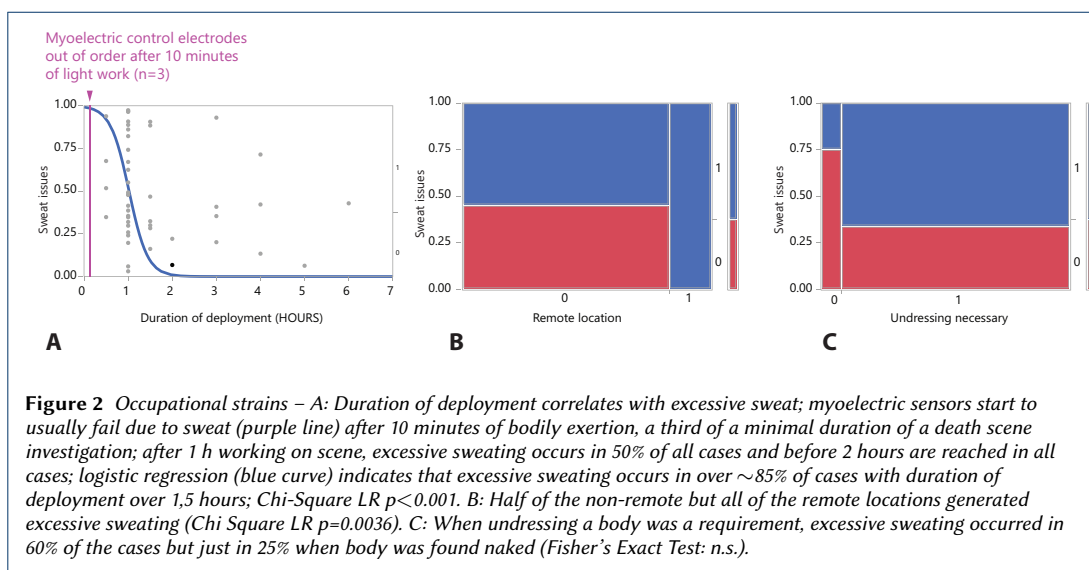 Myoelectric control electrodes
out of order after 10 minutes
of light work (n=3)
1.00
0.75
0.50
0.25
0.00
Sweat issues
1
0
0 1 2 3 4 5 6 7
Duration of deployment (HOURS)
A
1.00
0.75
0.50
0.25
0.00
Sweat issues
1
0
0 1
Remote location
B
1.00
0.75
0.50
0.25
0.00
Sweat issues
1
0
0 1
Undressing necessary
C
Figure 2 Occupational strains – A: Duration of deployment correlates with excessive sweat; myoelectric sensors start to
usually fail due to sweat (purple line) after 10 minutes of bodily exertion, a third of a minimal duration of a death scene
investigation; after 1 h working on scene, excessive sweating occurs in 50% of all cases and before 2 hours are reached in all
cases; logistic regression (blue curve) indicates that excessive sweating occurs in over ∼85% of cases with duration of
deployment over 1,5 hours; Chi-Square LR p<0.001. B: Half of the non-remote but all of the remote locations generated
excessive sweating (Chi Square LR p=0.0036). C: When undressing a body was a requirement, excessive sweating occurred in
60% of the cases but just in 25% when body was found naked (Fisher's Exact Test: n.s.).